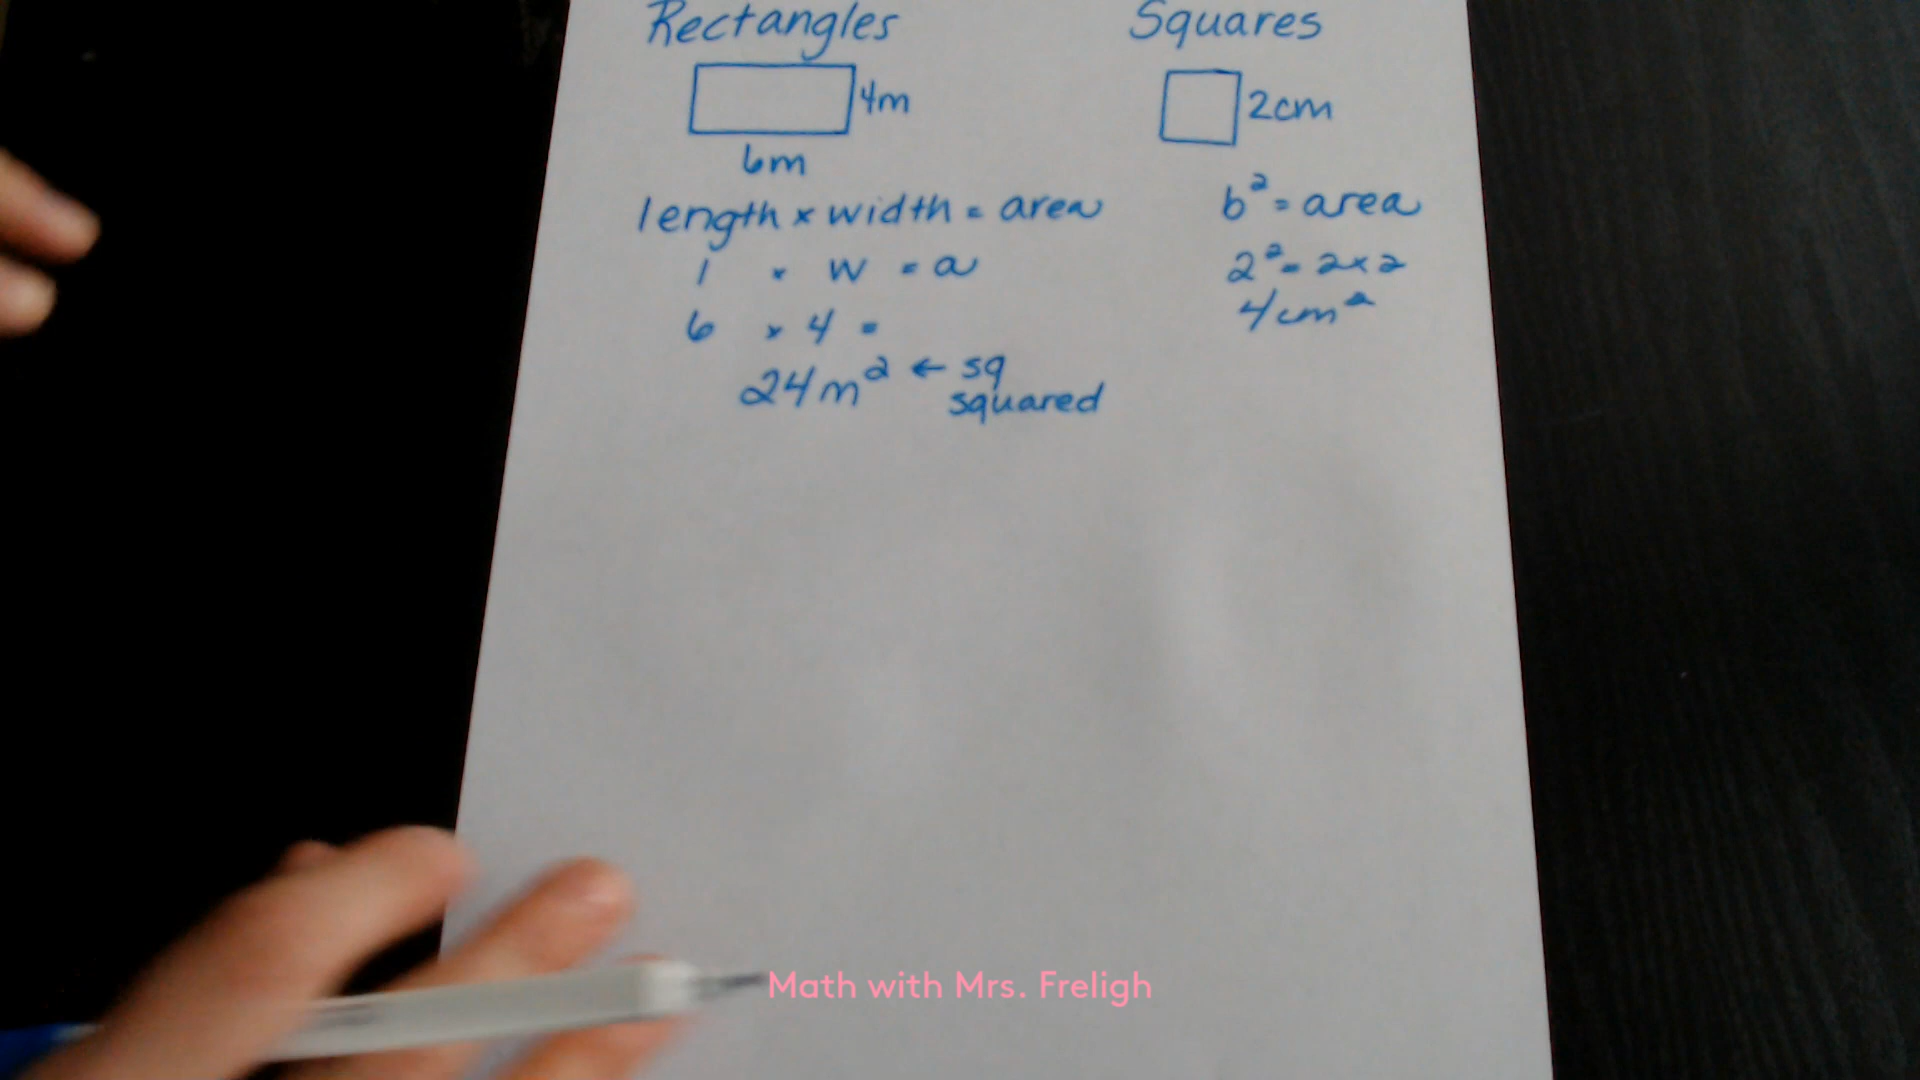 Rectangles
4m
6m
length x width = area
l x w = a
6 x 4 =
24m² ← sq
squared
Squares
2cm
b² = area
2² = 2x2
4cm²
Math with Mrs. Freligh